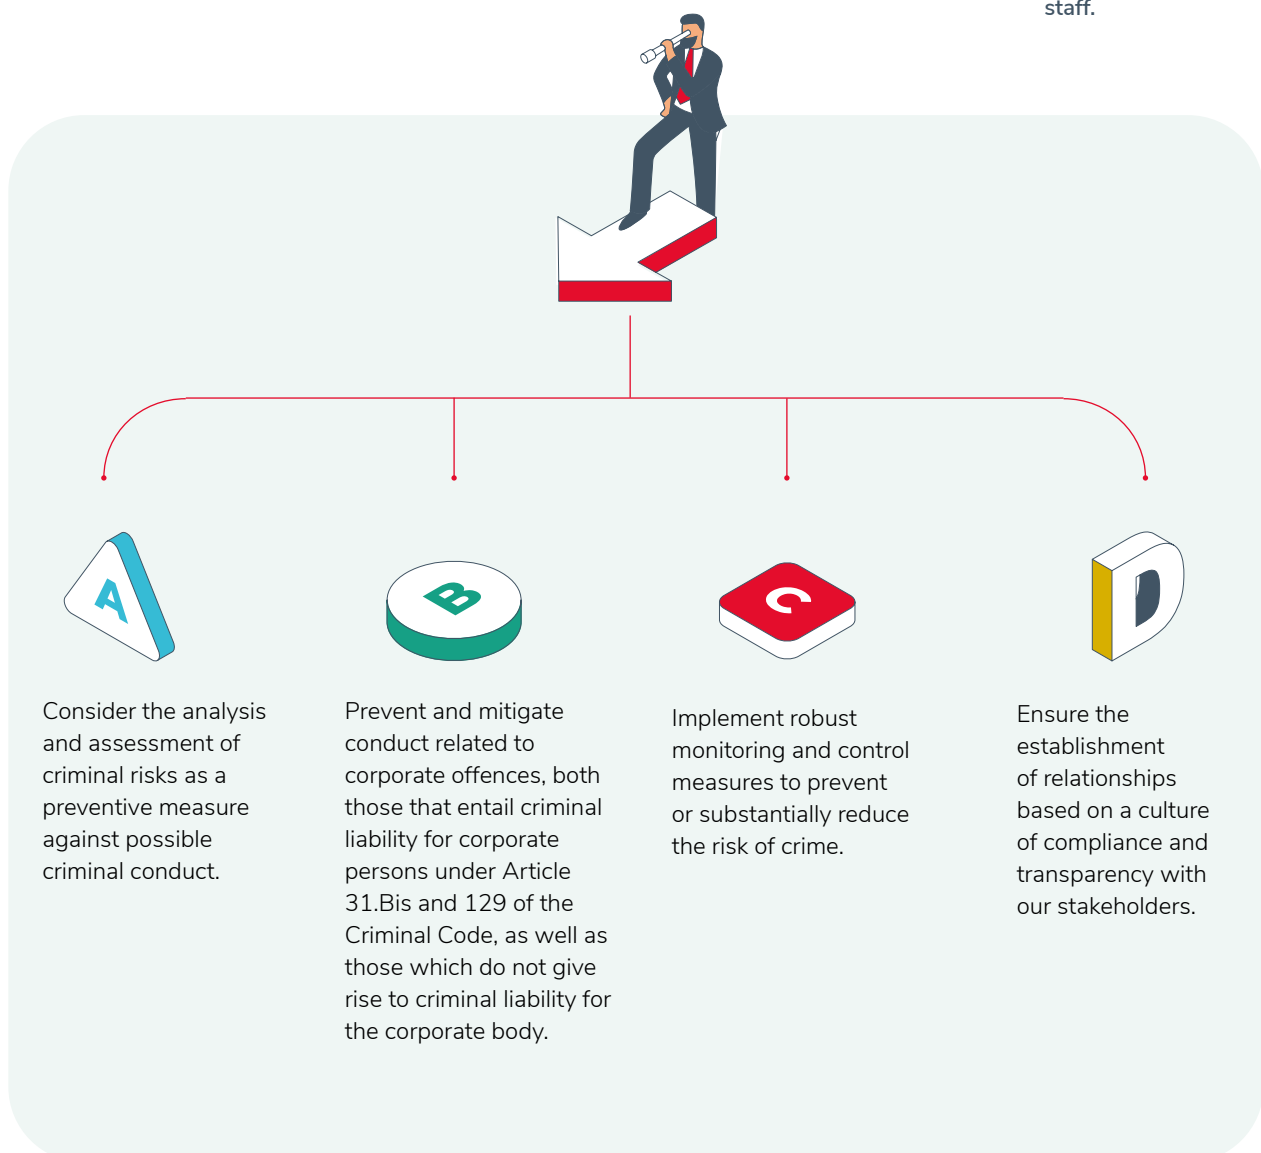 staff.
A
Consider the analysis
and assessment of
criminal risks as a
preventive measure
against possible
criminal conduct.
B
Prevent and mitigate
conduct related to
corporate offences, both
those that entail criminal
liability for corporate
persons under Article
31.Bis and 129 of the
Criminal Code, as well as
those which do not give
rise to criminal liability for
the corporate body.
C
Implement robust
monitoring and control
measures to prevent
or substantially reduce
the risk of crime.
D
Ensure the
establishment
of relationships
based on a culture
of compliance and
transparency with
our stakeholders.